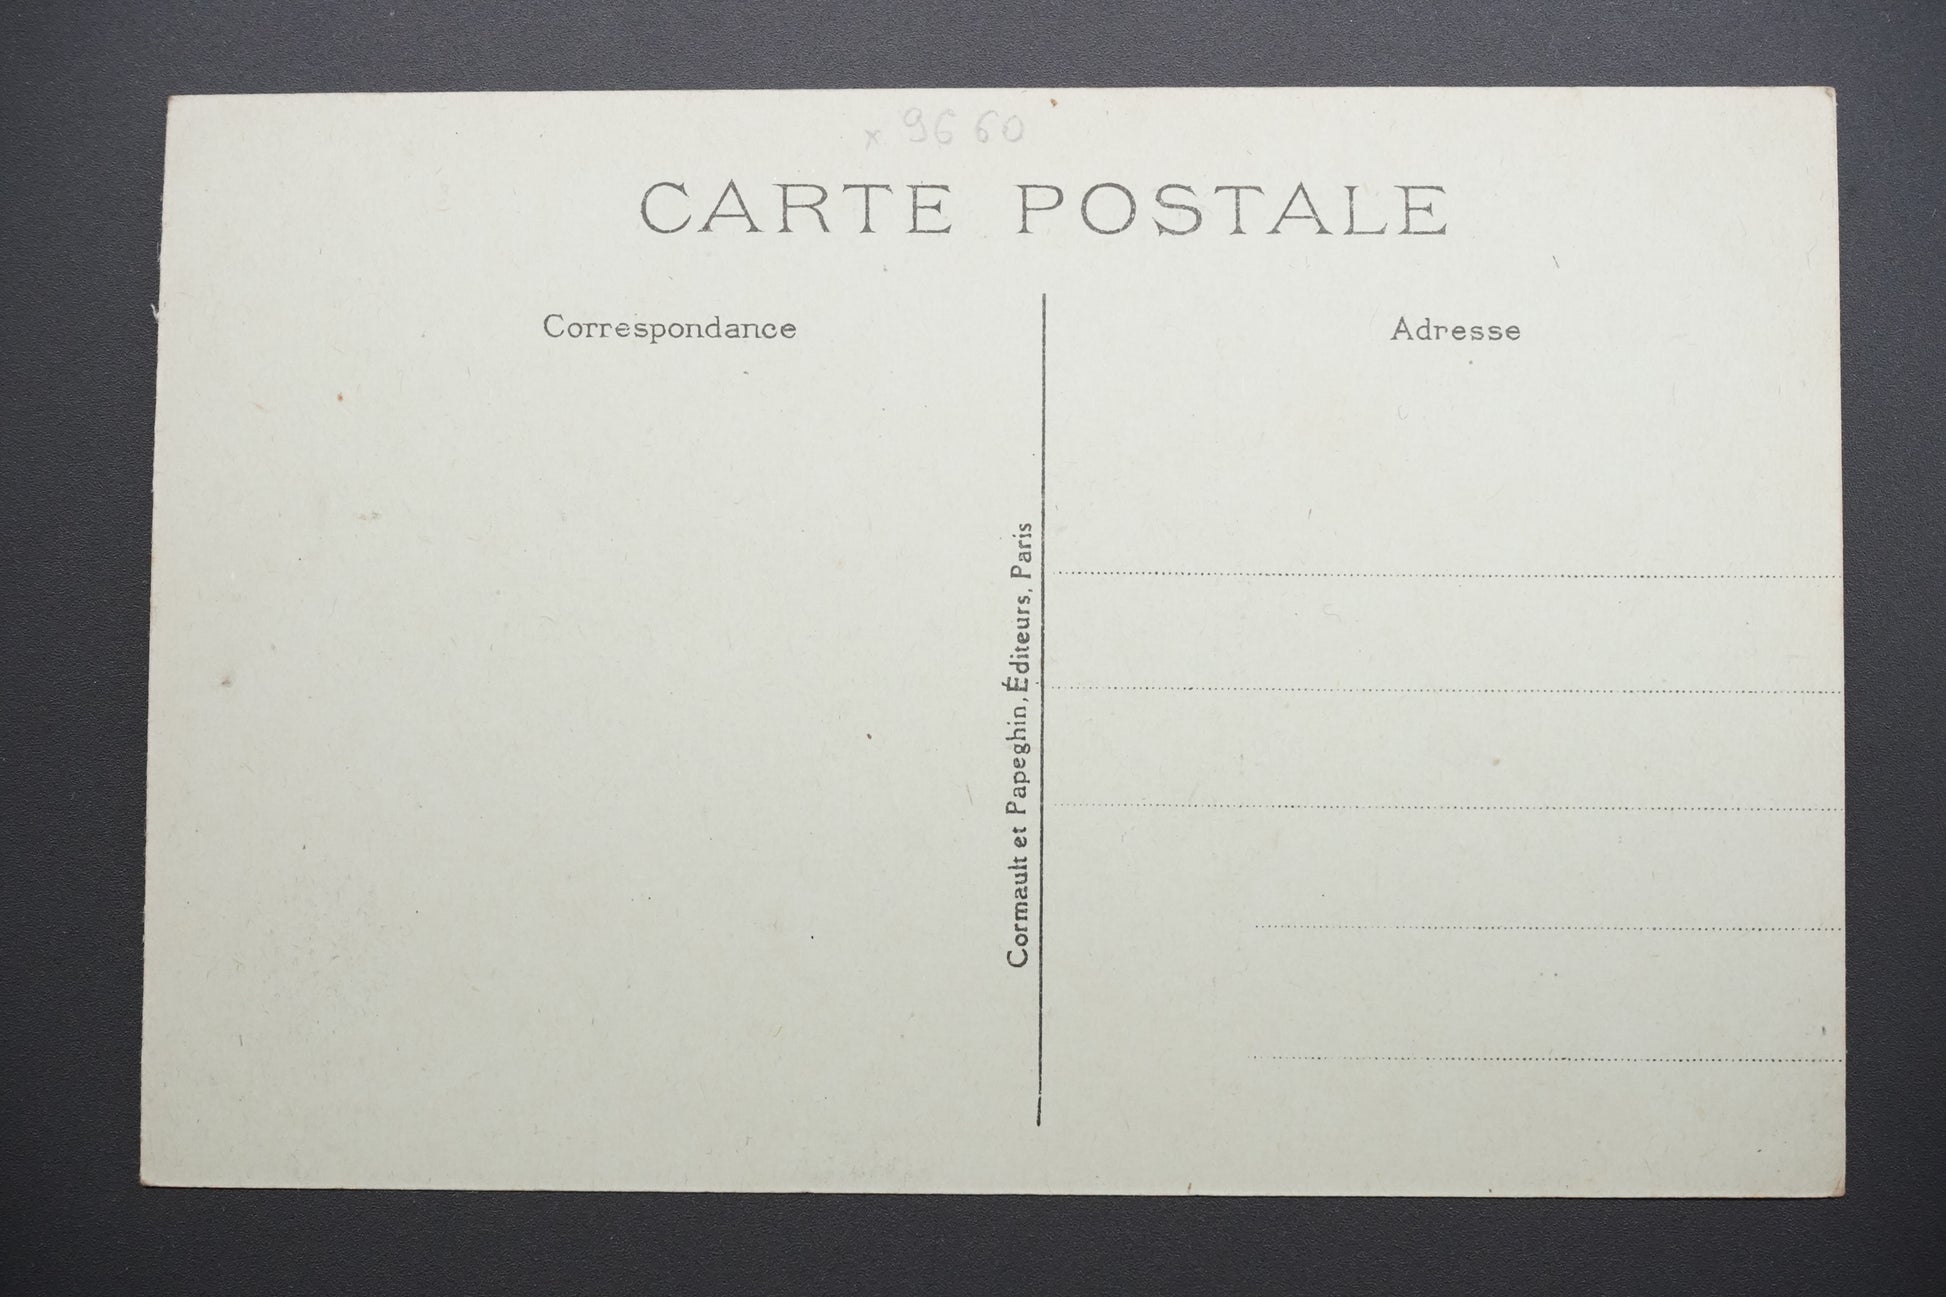 x 9660
CARTE POSTALE
Correspondance
Adresse
Cormault et Papeghin, Éditeurs, Paris